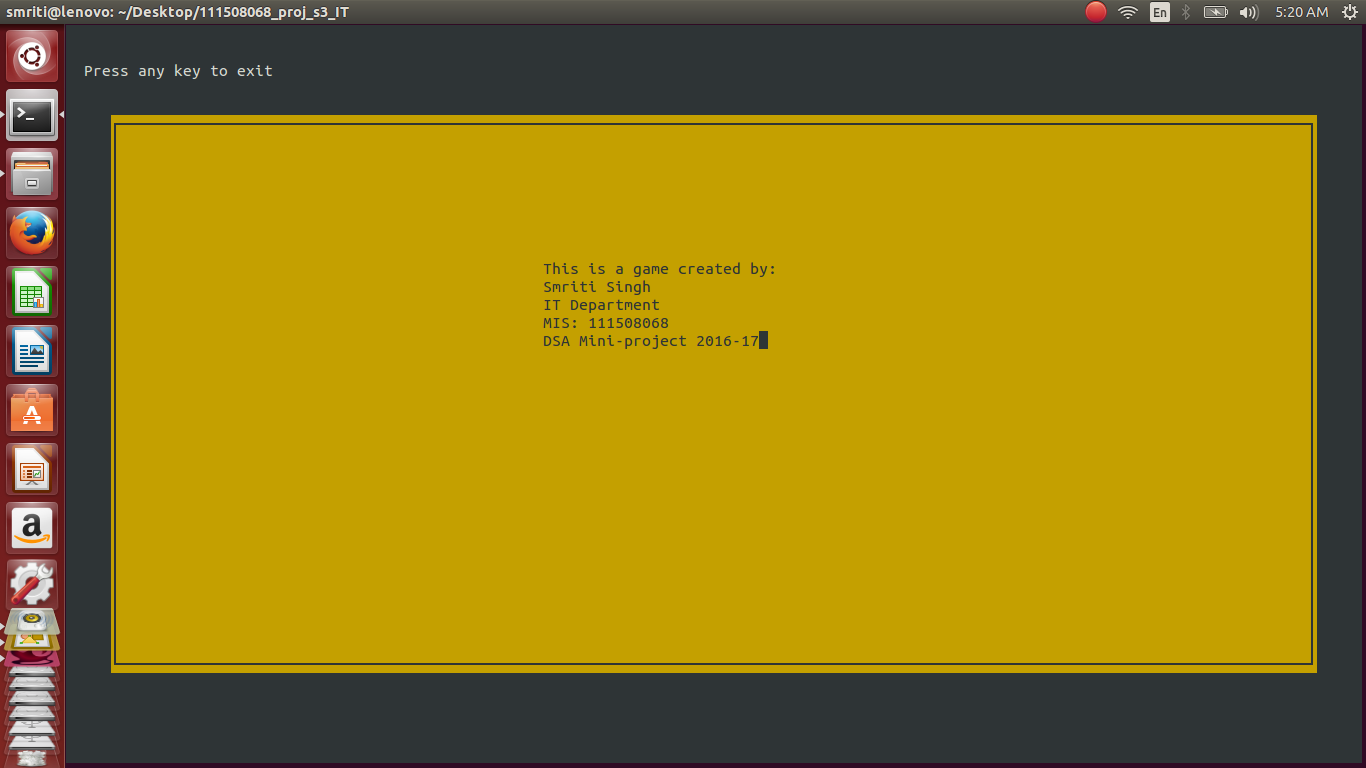 smriti@lenovo: ~/Desktop/111508068_proj_s3_IT
En
5:20 AM
Press any key to exit
This is a game created by:
Smriti Singh
IT Department
MIS: 111508068
DSA Mini-project 2016-17